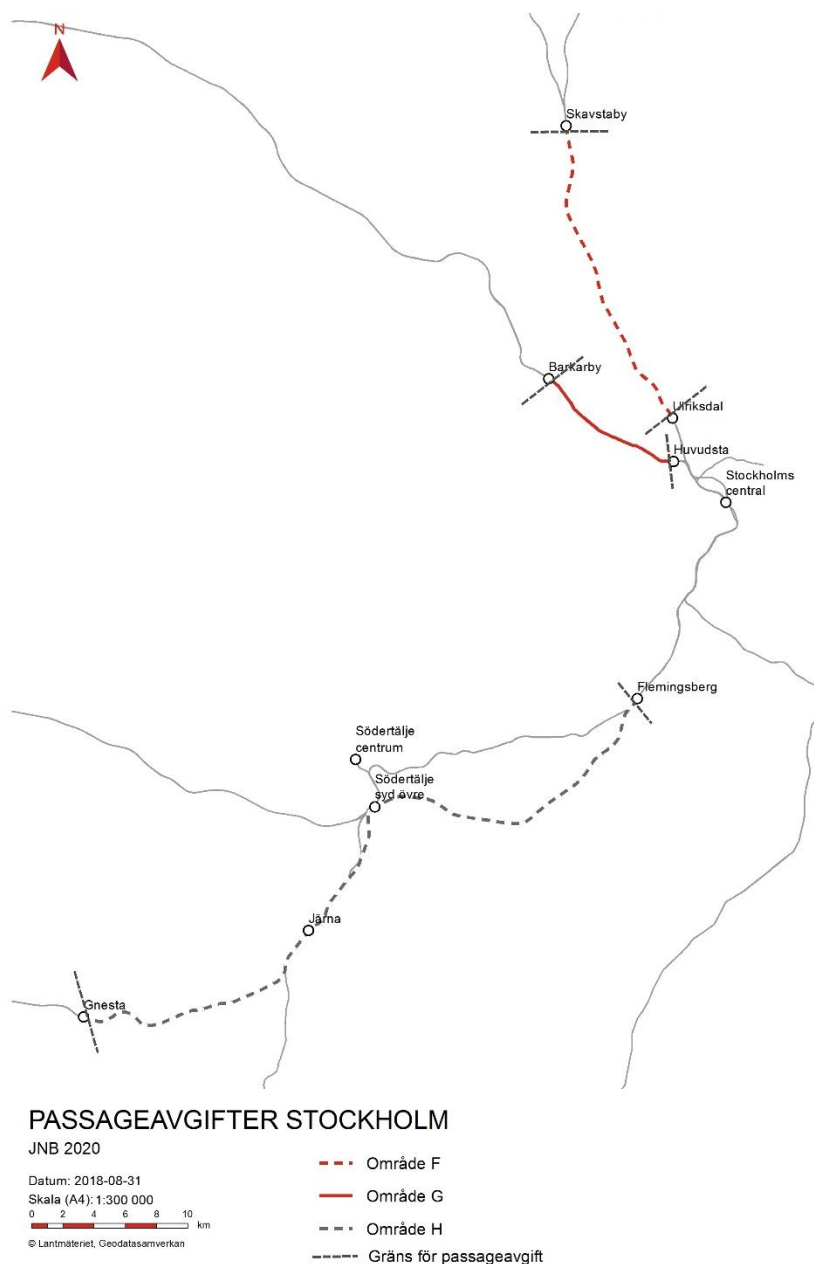 N
Skavstaby
Barkarby
Ulriksdal
Huvudsta
Stockholms
central
Flemingsberg
Södertälje
centrum
Södertälje
syd övre
Järna
Gnesta
PASSAGEAVGIFTER STOCKHOLM
JNB 2020
Datum: 2018-08-31
Skala (A4): 1:300 000
0 2 4 6 8 10
km
© Lantmäteriet, Geodatasamverkan
Område F
Område G
Område H
Gräns för passageavgift